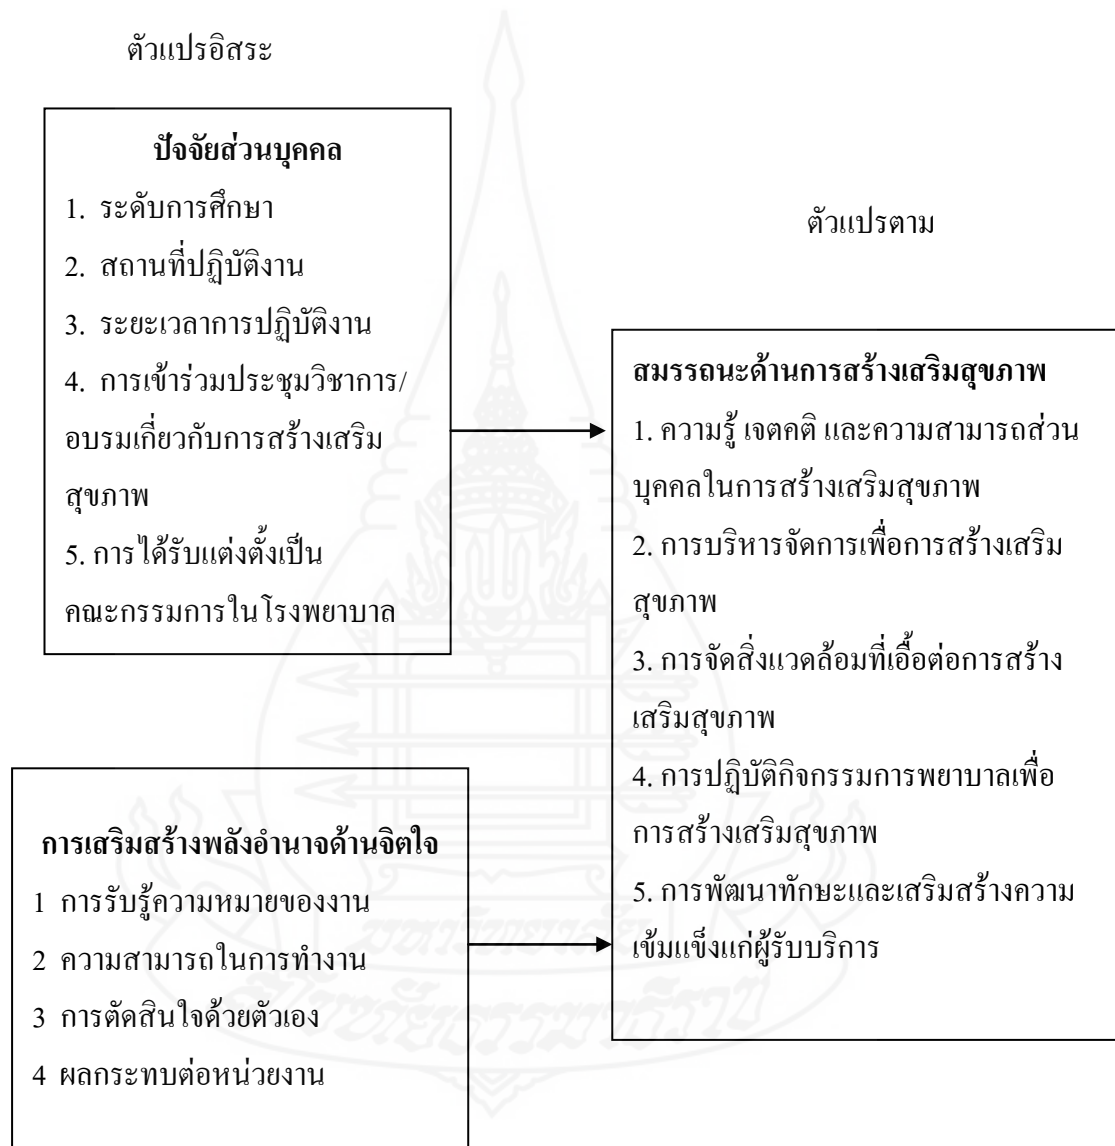 ตัวแปรอิสระ
ปัจจัยส่วนบุคคล
1. ระดับการศึกษา
2. สถานที่ปฏิบัติงาน
3. ระยะเวลาการปฏิบัติงาน
4. การเข้าร่วมประชุมวิชาการ/
อบรมเกี่ยวกับการสร้างเสริม
สุขภาพ
5. การได้รับแต่งตั้งเป็น
คณะกรรมการในโรงพยาบาล
การเสริมสร้างพลังอำนาจด้านจิตใจ
1 การรับรู้ความหมายของงาน
2 ความสามารถในการทำงาน
3 การตัดสินใจด้วยตัวเอง
4 ผลกระทบต่อหน่วยงาน
ตัวแปรตาม
สมรรถนะด้านการสร้างเสริมสุขภาพ
1. ความรู้ เจตคติ และความสามารถส่วน
บุคคลในการสร้างเสริมสุขภาพ
2. การบริหารจัดการเพื่อการสร้างเสริม
สุขภาพ
3. การจัดสิ่งแวดล้อมที่เอื้อต่อการสร้าง
เสริมสุขภาพ
4. การปฏิบัติกิจกรรมการพยาบาลเพื่อ
การสร้างเสริมสุขภาพ
5. การพัฒนาทักษะและเสริมสร้างความ
เข้มแข็งแก่ผู้รับบริการ
มหาวิทยาลัย
สุโขทัยธรรมาธิราช